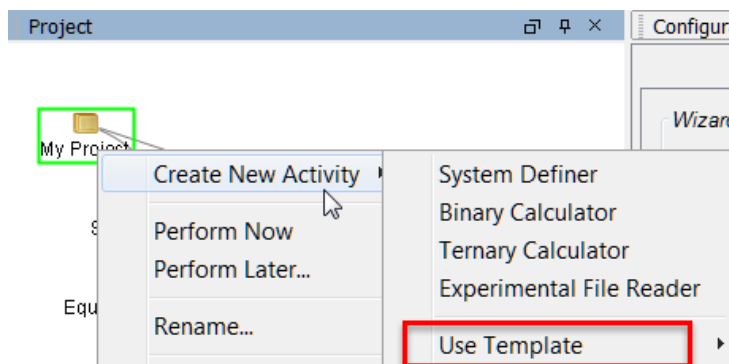 Project
Configur
Wizard
My Project
Create New Activity
System Definer
Binary Calculator
Perform Now
Ternary Calculator
Perform Later...
Experimental File Reader
Equ
Rename...
Use Template